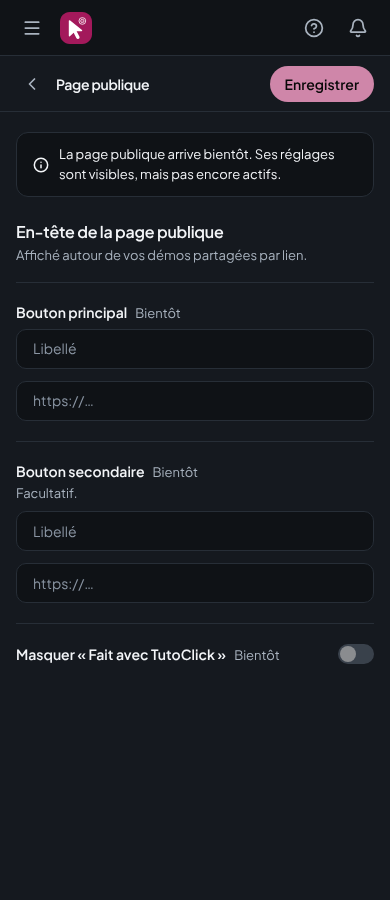 Page publique
Enregistrer
La page publique arrive bientôt. Ses réglages
sont visibles, mais pas encore actifs.
En-tête de la page publique
Affiché autour de vos démos partagées par lien.
Bouton principal Bientôt
Libellé
https://…
Bouton secondaire Bientôt
Facultatif.
Libellé
https://…
Masquer « Fait avec TutoClick » Bientôt